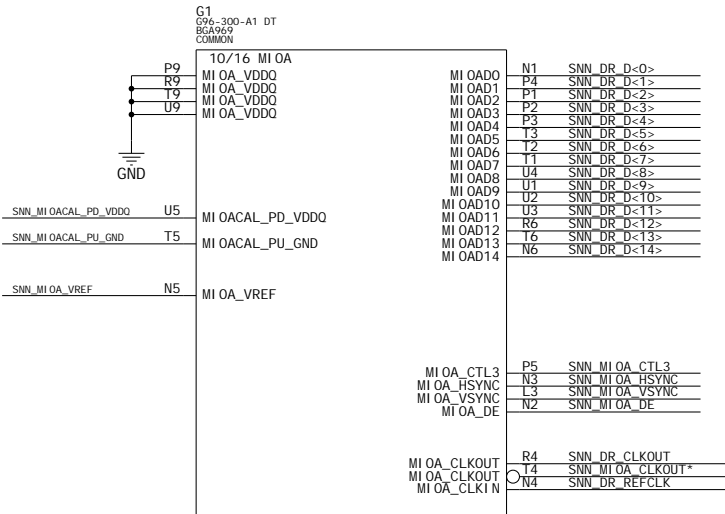 G1
G96-300-A1 DT
BGA969
COMMON
10/16 MIOA
P9 MIOA_VDDQ
R9 MIOA_VDDQ
T9 MIOA_VDDQ
U9 MIOA_VDDQ
GND
SNN_MIOACAL_PD_VDDQ U5 MIOACAL_PD_VDDQ
SNN_MIOACAL_PU_GND T5 MIOACAL_PU_GND
SNN_MIOA_VREF N5 MIOA_VREF
MIOAD0 N1 SNN_DR_D<0>
MIOAD1 P4 SNN_DR_D<1>
MIOAD2 P1 SNN_DR_D<2>
MIOAD3 P2 SNN_DR_D<3>
MIOAD4 P3 SNN_DR_D<4>
MIOAD5 T3 SNN_DR_D<5>
MIOAD6 T2 SNN_DR_D<6>
MIOAD7 T1 SNN_DR_D<7>
MIOAD8 U4 SNN_DR_D<8>
MIOAD9 U1 SNN_DR_D<9>
MIOAD10 U2 SNN_DR_D<10>
MIOAD11 U3 SNN_DR_D<11>
MIOAD12 R6 SNN_DR_D<12>
MIOAD13 T6 SNN_DR_D<13>
MIOAD14 N6 SNN_DR_D<14>
MIOA_CTL3 P5 SNN_MIOA_CTL3
MIOA_HSYNC N3 SNN_MIOA_HSYNC
MIOA_VSYNC L3 SNN_MIOA_VSYNC
MIOA_DE N2 SNN_MIOA_DE
MIOA_CLKOUT R4 SNN_DR_CLKOUT
MIOA_CLKOUT T4 SNN_MIOA_CLKOUT*
MIOA_CLKIN N4 SNN_DR_REFCLK